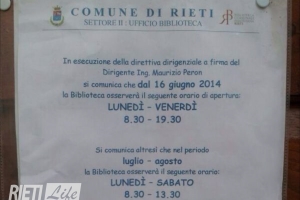 COMUNE DI RIETI
SETTORE II: UFFICIO BIBLIOTECA
In esecuzione della direttiva dirigenziale a firma del
Dirigente Ing. Maurizio Peron
si comunica che dal 16 giugno 2014
la Biblioteca osserverà il seguente orario di apertura:
LUNEDÌ - VENERDÌ
8.30 - 19.30
Si comunica altresì che nel periodo
luglio - agosto
la Biblioteca osserverà il seguente orario:
LUNEDÌ - SABATO
8.30 - 13.30
RIETI Life